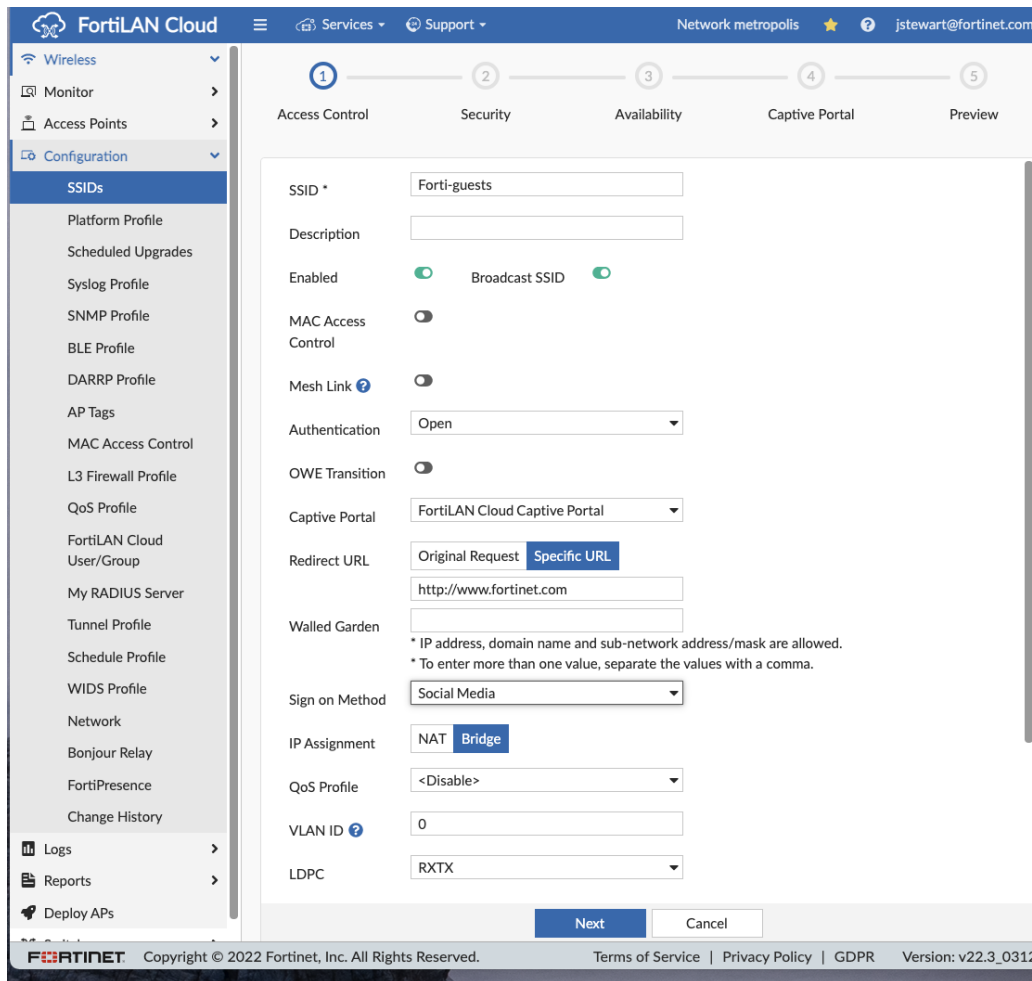 FortiLAN Cloud
Services
Support
Network metropolis
jstewart@fortinet.com
Wireless
Monitor
Access Points
Configuration
SSIDs
Platform Profile
Scheduled Upgrades
Syslog Profile
SNMP Profile
BLE Profile
DARRP Profile
AP Tags
MAC Access Control
L3 Firewall Profile
QoS Profile
FortiLAN Cloud
User/Group
My RADIUS Server
Tunnel Profile
Schedule Profile
WIDS Profile
Network
Bonjour Relay
FortiPresence
Change History
Logs
Reports
Deploy APs
1
2
3
4
5
Access Control
Security
Availability
Captive Portal
Preview
SSID *
Forti-guests
Description
Enabled
Broadcast SSID
MAC Access
Control
Mesh Link ?
Authentication
Open
OWE Transition
Captive Portal
FortiLAN Cloud Captive Portal
Redirect URL
Original Request
Specific URL
http://www.fortinet.com
Walled Garden
* IP address, domain name and sub-network address/mask are allowed.
* To enter more than one value, separate the values with a comma.
Sign on Method
Social Media
IP Assignment
NAT
Bridge
QoS Profile
<Disable>
VLAN ID ?
0
LDPC
RXTX
Next
Cancel
FORTINET
Copyright © 2022 Fortinet, Inc. All Rights Reserved.
Terms of Service | Privacy Policy | GDPR
Version: v22.3_0312